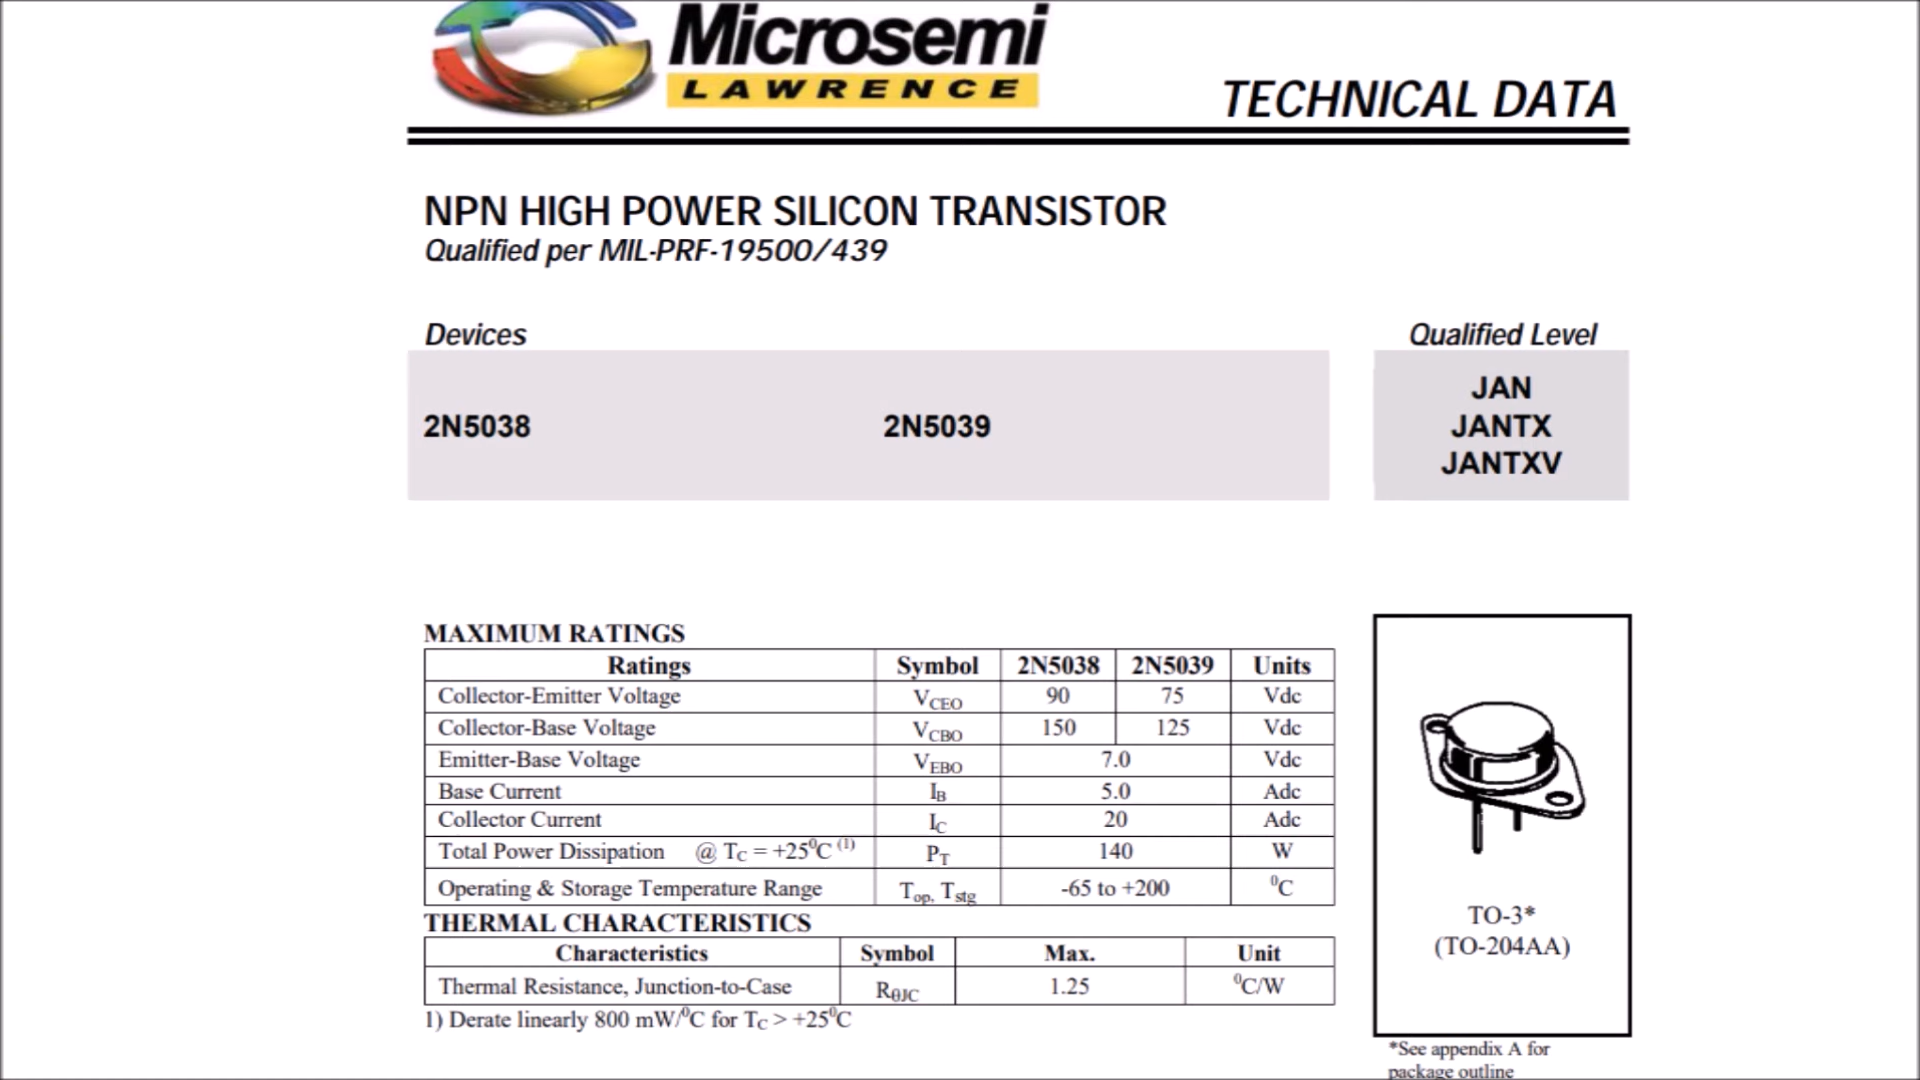 Microsemi
LAWRENCE
TECHNICAL DATA
NPN HIGH POWER SILICON TRANSISTOR
Qualified per MIL-PRF-19500/439
Devices
Qualified Level
2N5038 2N5039
JAN
JANTX
JANTXV
MAXIMUM RATINGS
Ratings Symbol 2N5038 2N5039 Units
Collector-Emitter Voltage VCEO 90 75 Vdc
Collector-Base Voltage VCBO 150 125 Vdc
Emitter-Base Voltage VEBO 7.0 Vdc
Base Current IB 5.0 Adc
Collector Current IC 20 Adc
Total Power Dissipation @ TC = +25⁰C (1) PT 140 W
Operating & Storage Temperature Range Top, Tstg -65 to +200 ⁰C
THERMAL CHARACTERISTICS
Characteristics Symbol Max. Unit
Thermal Resistance, Junction-to-Case RθJC 1.25 ⁰C/W
1) Derate linearly 800 mW/⁰C for TC > +25⁰C
TO-3*
(TO-204AA)
*See appendix A for
package outline